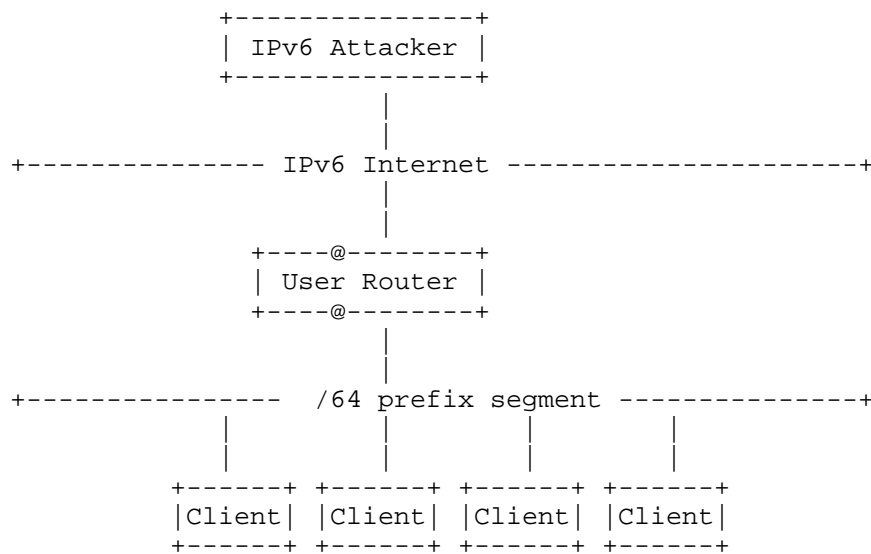 IPv6 Attacker
IPv6 Internet
@
User Router
@
/64 prefix segment
Client Client Client Client